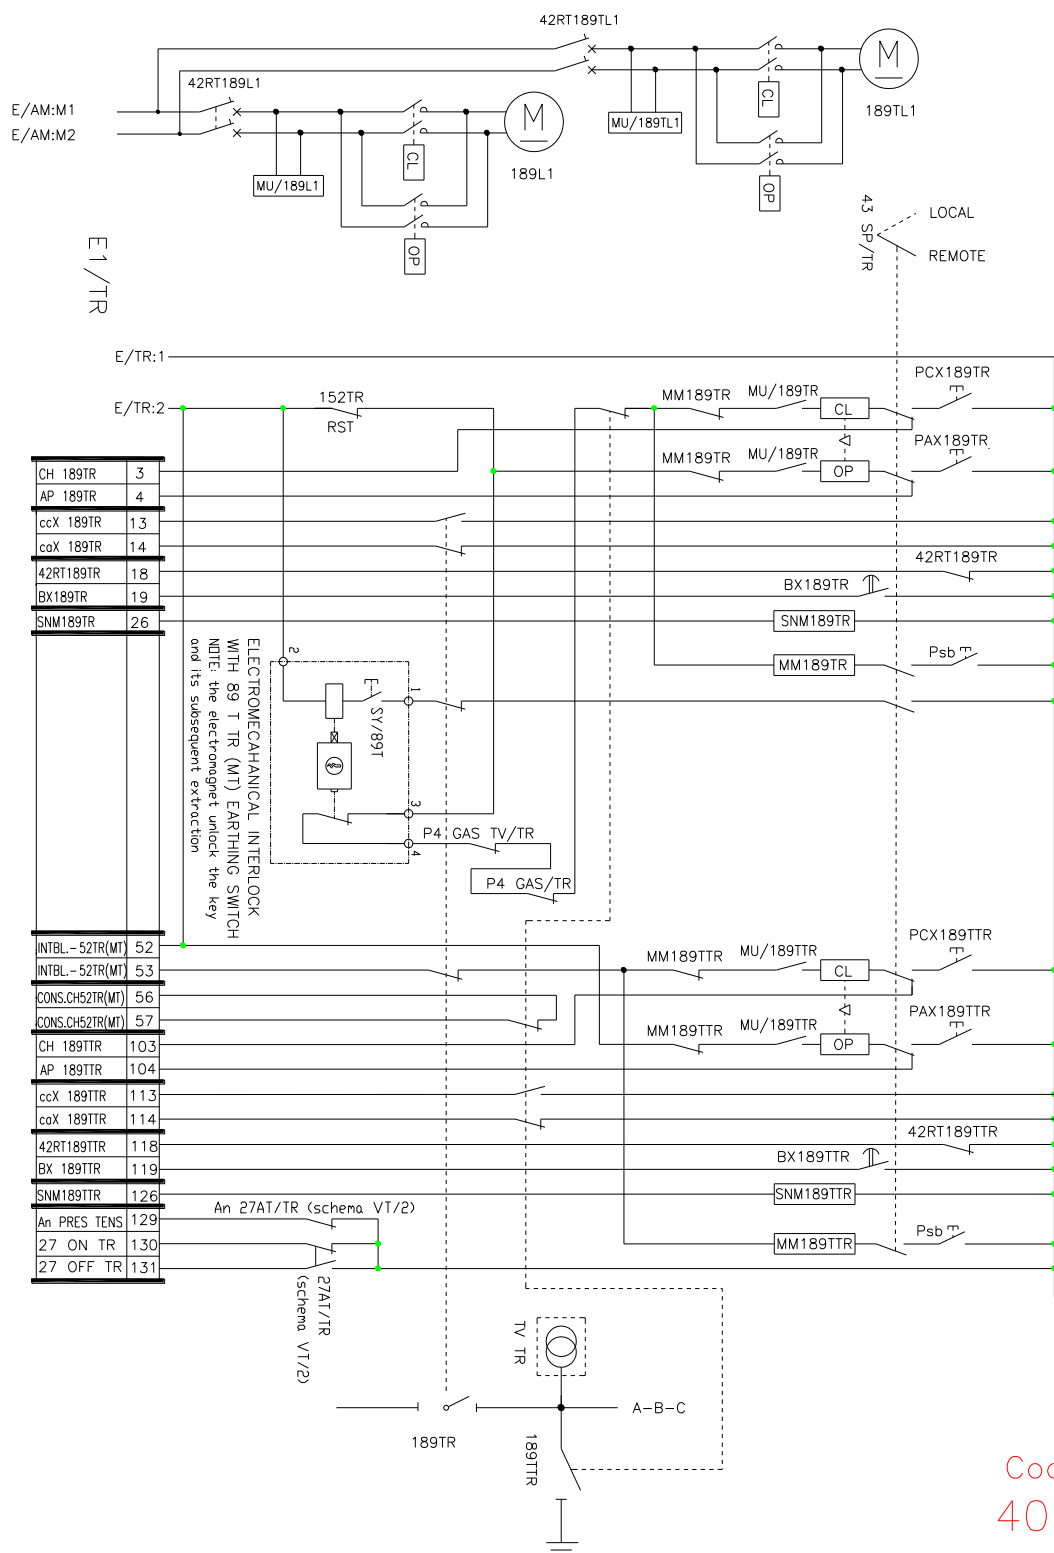 42RT189TL1
M
42RT189L1
CL
189TL1
E/AM:M1
MU/189TL1
M
E/AM:M2
CL
189L1
MU/189L1
OP
OP
43 SP/TR
LOCAL
REMOTE
E1/TR
E/TR:1
PCX189TR
E/TR:2
152TR
RST
MM189TR
MU/189TR
CL
PAX189TR
MM189TR
MU/189TR
OP
CH 189TR 3
AP 189TR 4
ccX 189TR 13
caX 189TR 14
42RT189TR
42RT189TR 18
BX189TR
BX189TR 19
SNM189TR 26
SNM189TR
MM189TR
Psb
2
1
SY/89T
3
4
ELECTROMECAHANICAL INTERLOCK
WITH 89 T TR (MT) EARTHING SWITCH
NOTE: the electromagnet unlock the key
and its subsequent extraction
P4 GAS TV/TR
P4 GAS/TR
INTBL.-52TR(MT) 52
PCX189TTR
MM189TTR
MU/189TTR
INTBL.-52TR(MT) 53
CL
CONS.CH52TR(MT) 56
CONS.CH52TR(MT) 57
PAX189TTR
MM189TTR
MU/189TTR
CH 189TTR 103
OP
AP 189TTR 104
ccX 189TTR 113
caX 189TTR 114
42RT189TTR
42RT189TTR 118
BX189TTR
BX 189TTR 119
SNM189TTR 126
SNM189TTR
An 27AT/TR (schema VT/2)
An PRES TENS 129
27 ON TR 130
MM189TTR
Psb
27 OFF TR 131
27AT/TR
(schema VT/2)
TV TR
A-B-C
189TR
189TTR
40